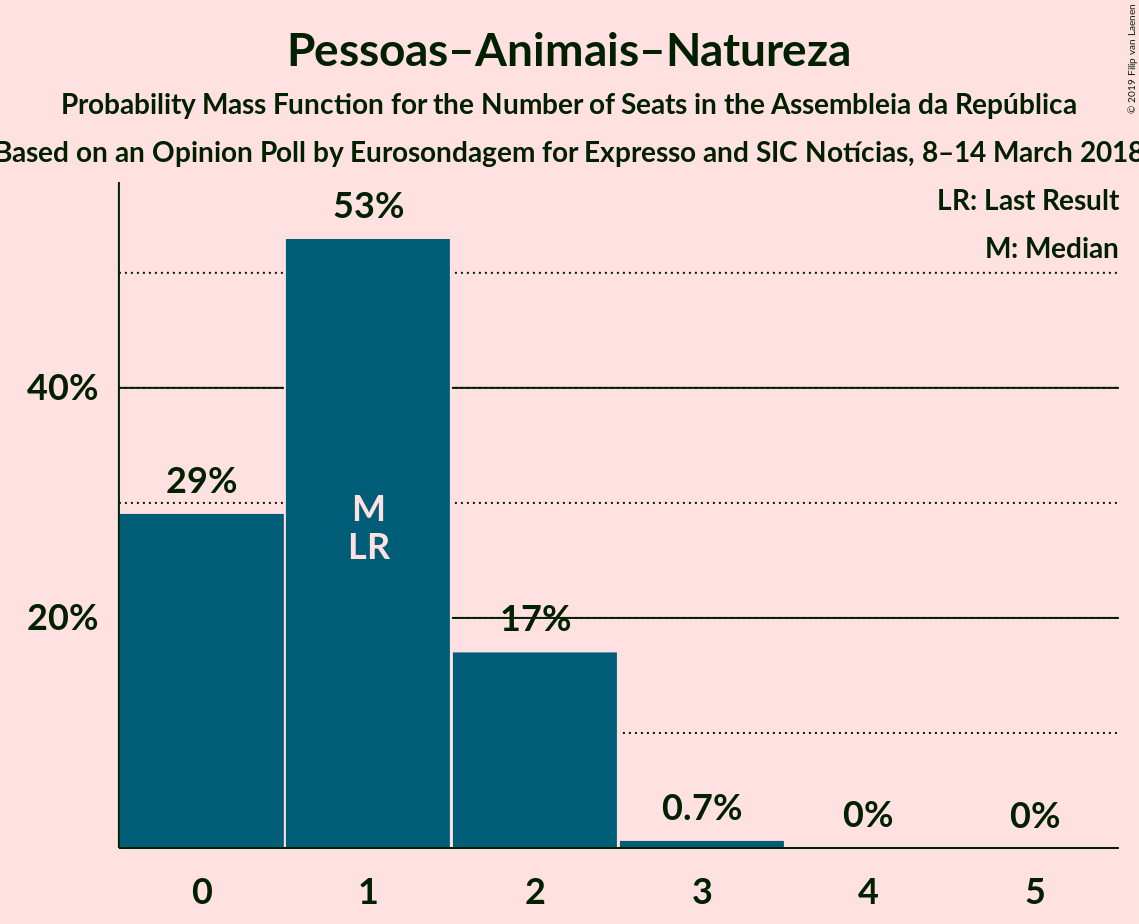 Pessoas–Animais–Natureza
Probability Mass Function for the Number of Seats in the Assembleia da República
Based on an Opinion Poll by Eurosondagem for Expresso and SIC Notícias, 8–14 March 2018
© 2019 Filip van Laenen
LR: Last Result
M: Median
53%
40%
29%
M
LR
20%
17%
0.7%
0%
0%
0 1 2 3 4 5